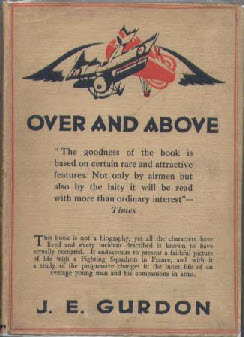 OVER AND ABOVE
"The goodness of the book is
based on certain rare and attractive
features. Not only by airmen but
also by the laity it will be read
with more than ordinary interest"—
Times
This book is not a biography, yet all the characters have
lived and every incident described is known to have
actually occurred. It endeavours to present a faithful picture
of life with a Fighting Squadron in France, and with it
a study of the progressive changes in the inner life of an
average young man and his companions in arms.
J. E. GURDON